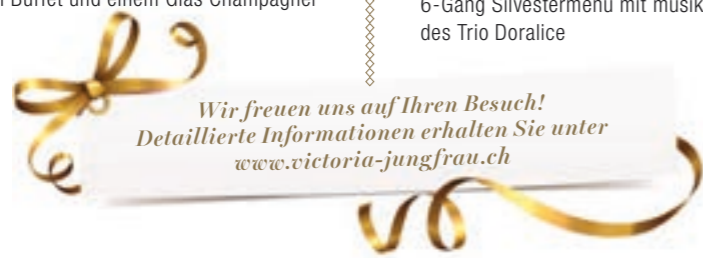 Buffet und einem Glas Champagner
6-Gang Silvestermenü mit
des Trio Doralice
Wir freuen uns auf Ihren Besuch!
Detaillierte Informationen erhalten Sie unter
www.victoria-jungfrau.ch